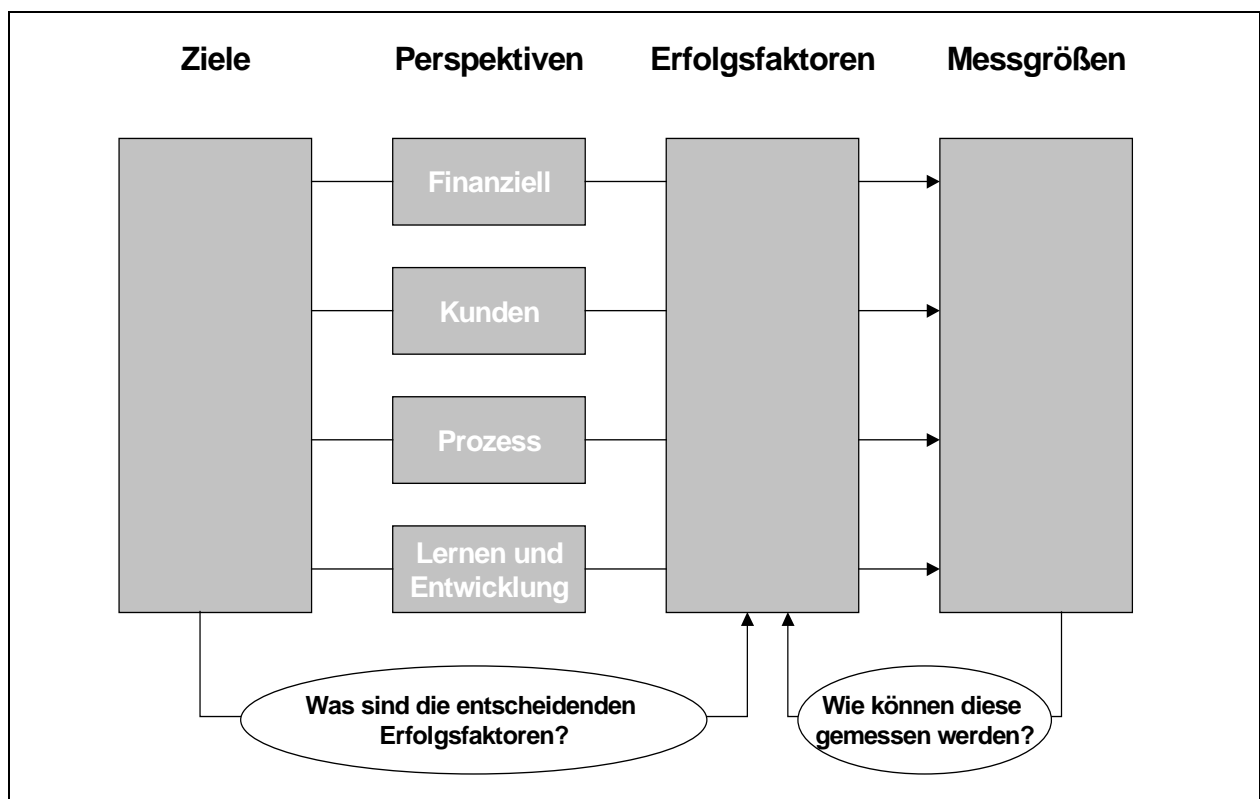 Ziele Perspektiven Erfolgsfaktoren Messgrößen
Finanziell
Kunden
Prozess
Lernen und
Entwicklung
Was sind die entscheidenden
Erfolgsfaktoren?
Wie können diese
gemessen werden?